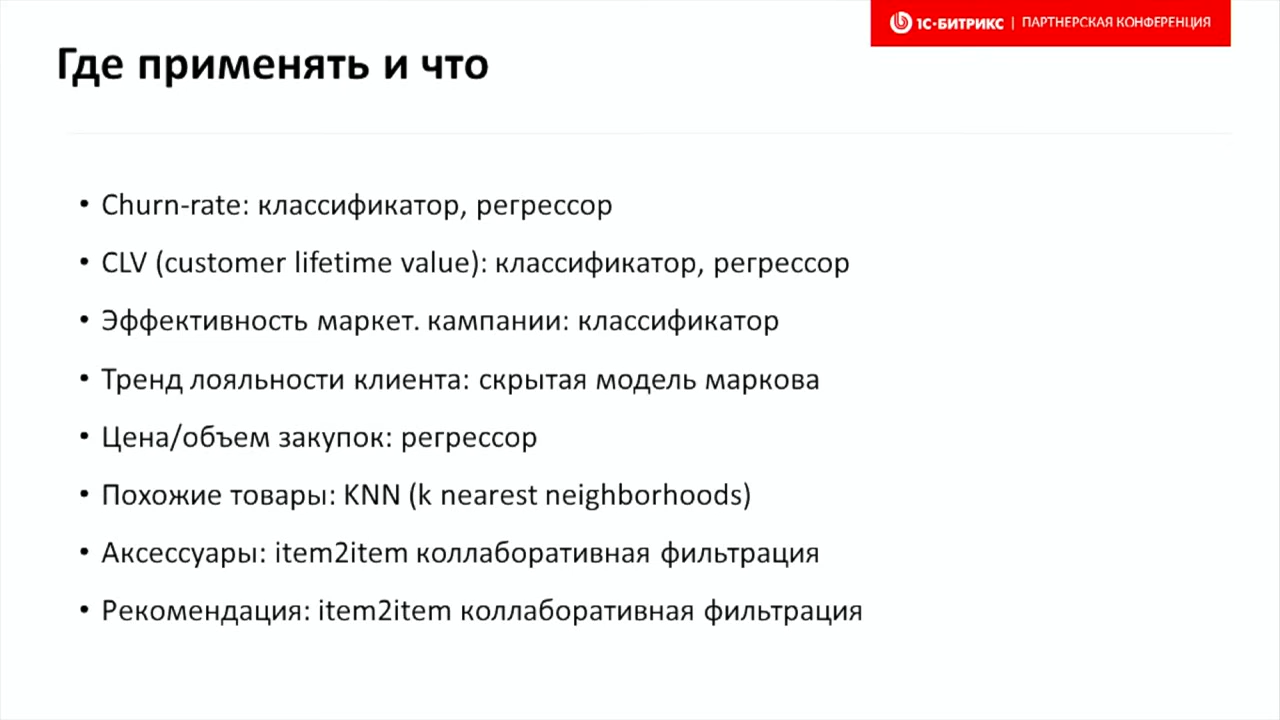 1С-БИТРИКС | ПАРТНЕРСКАЯ КОНФЕРЕНЦИЯ
Где применять и что
• Churn-rate: классификатор, регрессор
• CLV (customer lifetime value): классификатор, регрессор
• Эффективность маркет. кампании: классификатор
• Тренд лояльности клиента: скрытая модель маркова
• Цена/объем закупок: регрессор
• Похожие товары: KNN (k nearest neighborhoods)
• Аксессуары: item2item коллаборативная фильтрация
• Рекомендация: item2item коллаборативная фильтрация